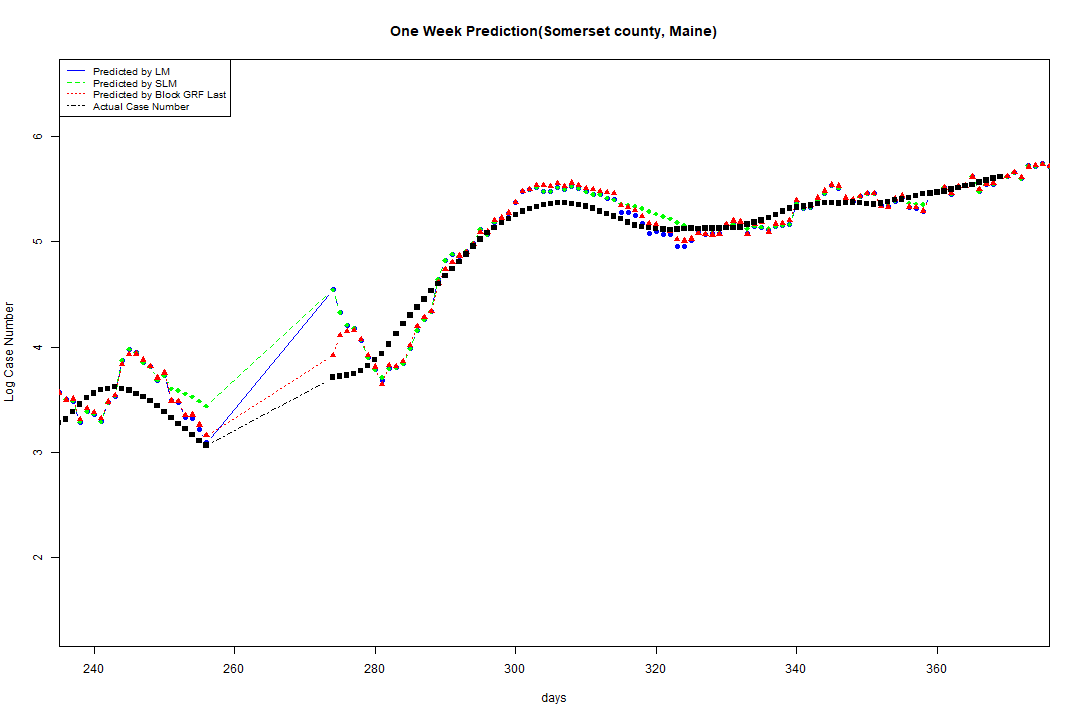 One Week Prediction(Somerset county, Maine)
Predicted by LM
Predicted by SLM
Predicted by Block GRF Last
Actual Case Number
6
5
4
3
2
Log Case Number
240 260 280 300 320 340 360
days